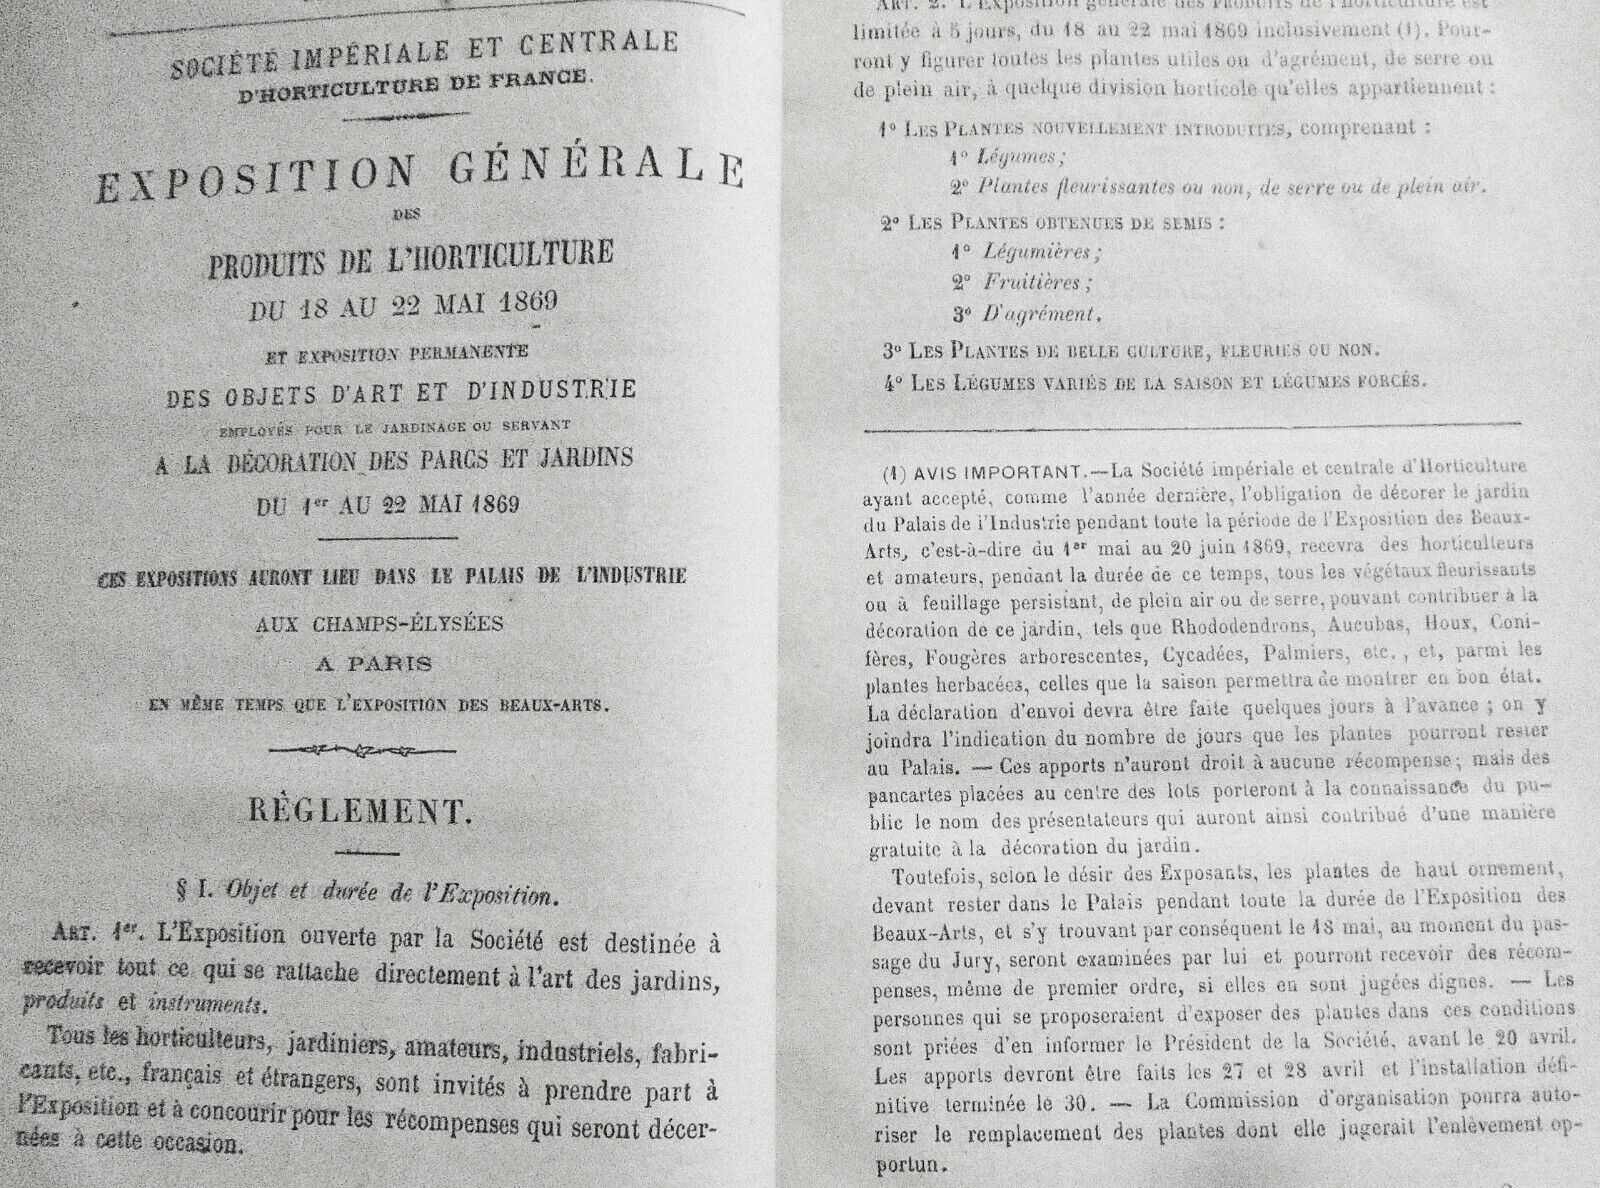 SOCIÉTÉ IMPÉRIALE ET CENTRALE
D'HORTICULTURE DE FRANCE.
EXPOSITION GÉNÉRALE
DES
PRODUITS DE L'HORTICULTURE
DU 18 AU 22 MAI 1869
ET EXPOSITION PERMANENTE
DES OBJETS D'ART ET D'INDUSTRIE
EMPLOYÉS POUR LE JARDINAGE OU SERVANT
A LA DÉCORATION DES PARCS ET JARDINS
DU 1er AU 22 MAI 1869
CES EXPOSITIONS AURONT LIEU DANS LE PALAIS DE L'INDUSTRIE
AUX CHAMPS-ÉLYSÉES
A PARIS
EN MÊME TEMPS QUE L'EXPOSITION DES BEAUX-ARTS.
RÈGLEMENT.
§ I. Objet et durée de l'Exposition.
ART. 1er. L'Exposition ouverte par la Société est destinée à
recevoir tout ce qui se rattache directement à l'art des jardins,
produits et instruments.
Tous les horticulteurs, jardiniers, amateurs, industriels, fabri-
cants, etc., français et étrangers, sont invités à prendre part à
l'Exposition et à concourir pour les récompenses qui seront décer-
nées à cette occasion.
ART. 2. L'Exposition générale des Produits de l'horticulture est
limitée à 5 jours, du 18 au 22 mai 1869 inclusivement (1). Pour-
ront y figurer toutes les plantes utiles ou d'agrément, de serre ou
de plein air, à quelque division horticole qu'elles appartiennent :
1° LES PLANTES NOUVELLEMENT INTRODUITES, comprenant :
1° Légumes ;
2° Plantes fleurissantes ou non, de serre ou de plein air.
2° LES PLANTES OBTENUES DE SEMIS :
1° Légumières ;
2° Fruitières ;
3° D'agrément.
3° LES PLANTES DE BELLE CULTURE, FLEURIES OU NON.
4° LES LÉGUMES VARIÉS DE LA SAISON ET LÉGUMES FORCÉS.
(1) AVIS IMPORTANT.—La Société impériale et centrale d'Horticulture
ayant accepté, comme l'année dernière, l'obligation de décorer le jardin
du Palais de l'Industrie pendant toute la période de l'Exposition des Beaux-
Arts, c'est-à-dire du 1er mai au 20 juin 1869, recevra des horticulteurs
et amateurs, pendant la durée de ce temps, tous les végétaux fleurissants
ou à feuillage persistant, de plein air ou de serre, pouvant contribuer à la
décoration de ce jardin, tels que Rhododendrons, Aucubas, Houx, Coni-
fères, Fougères arborescentes, Cycadées, Palmiers, etc., et, parmi les
plantes herbacées, celles que la saison permettra de montrer en bon état.
La déclaration d'envoi devra être faite quelques jours à l'avance ; on y
joindra l'indication du nombre de jours que les plantes pourront rester
au Palais. — Ces apports n'auront droit à aucune récompense ; mais des
pancartes placées au centre des lots porteront à la connaissance du pu-
blic le nom des présentateurs qui auront ainsi contribué d'une manière
gratuite à la décoration du jardin.
Toutefois, selon le désir des Exposants, les plantes de haut ornement,
devant rester dans le Palais pendant toute la durée de l'Exposition des
Beaux-Arts, et s'y trouvant par conséquent le 18 mai, au moment du pas-
sage du Jury, seront examinées par lui et pourront recevoir des récom-
penses, même de premier ordre, si elles en sont jugées dignes. — Les
personnes qui se proposeraient d'exposer des plantes dans ces conditions
sont priées d'en informer le Président de la Société, avant le 20 avril.
Les apports devront être faits les 27 et 28 avril et l'installation défi-
nitive terminée le 30. — La Commission d'organisation pourra auto-
riser le remplacement des plantes dont elle jugerait l'enlèvement op-
portun.